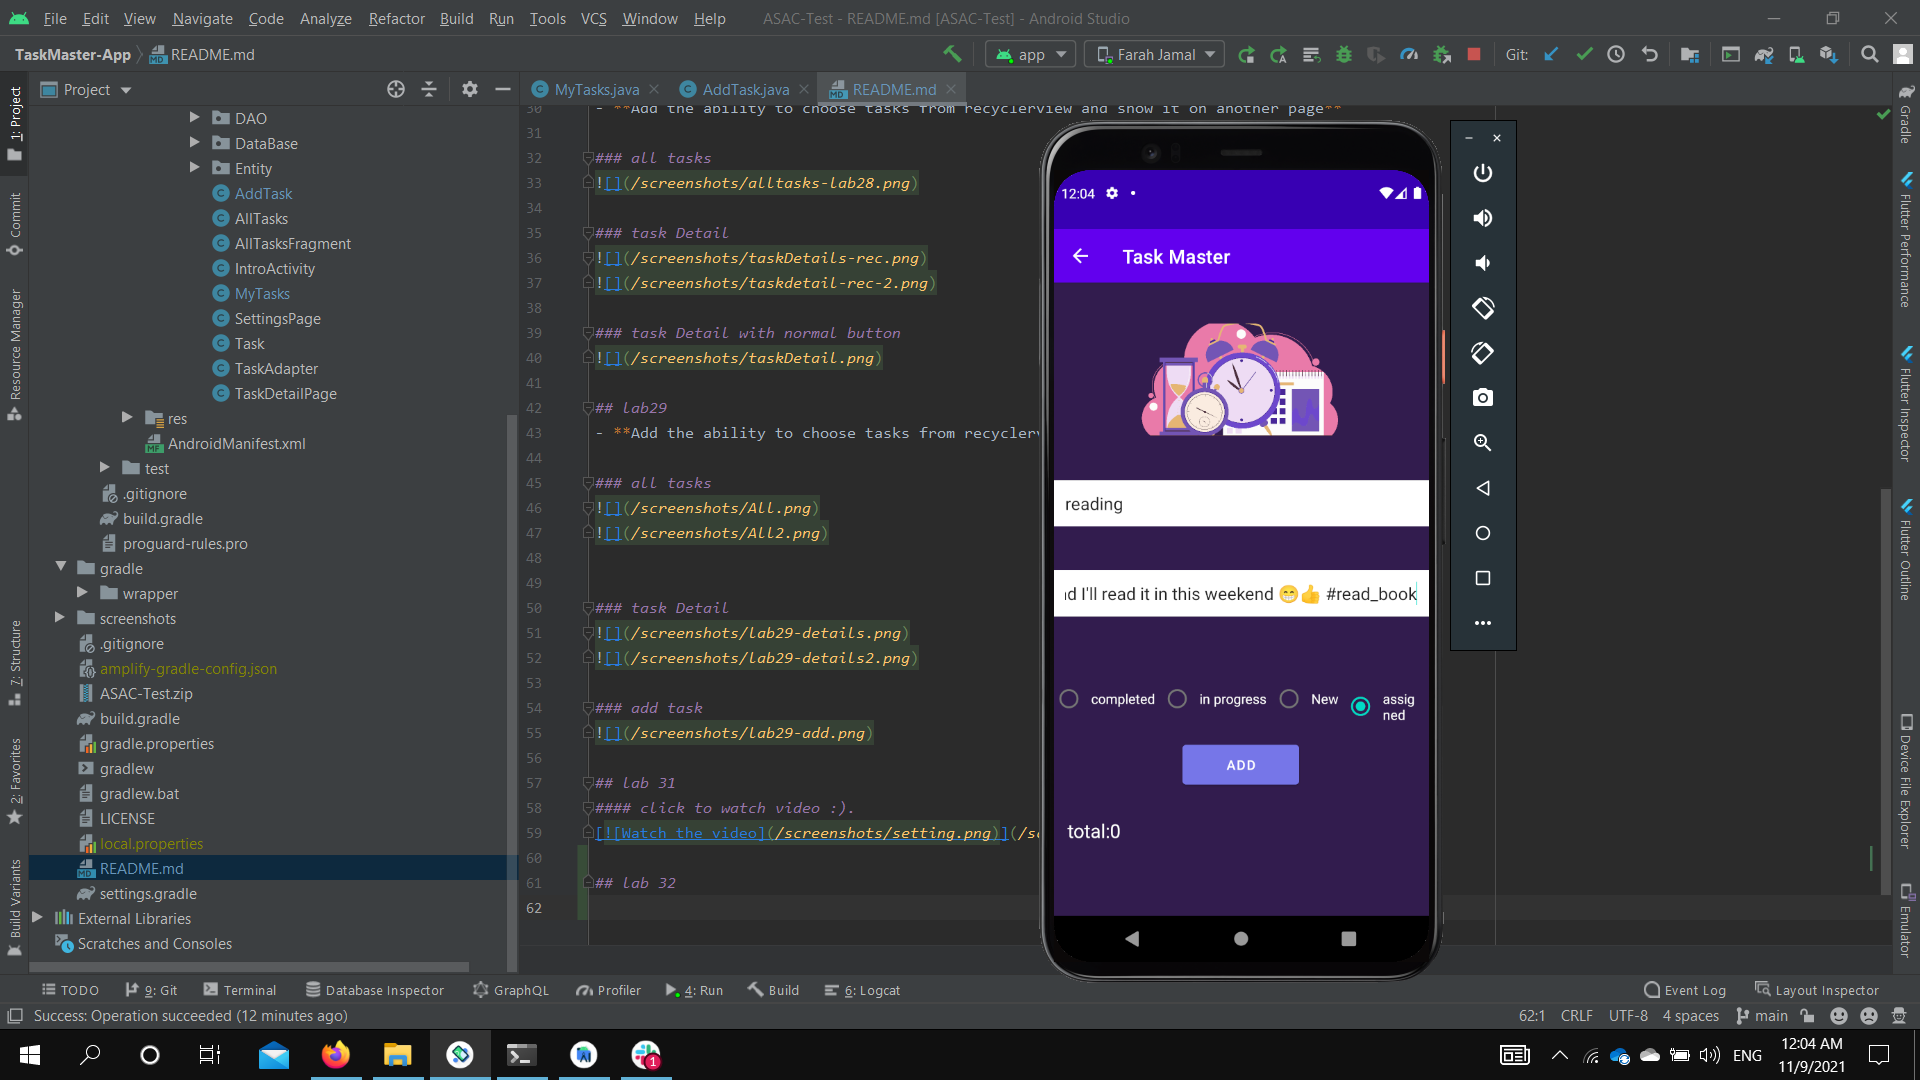 File Edit View Navigate Code Analyze Refactor Build Run Tools VCS Window Help ASAC-Test - README.md [ASAC-Test] - Android Studio
TaskMaster-App README.md app Farah Jamal Git:
Project
MyTasks.java AddTask.java README.md
DAO
DataBase
Entity
AddTask
AllTasks
AllTasksFragment
IntroActivity
MyTasks
SettingsPage
Task
TaskAdapter
TaskDetailPage
res
AndroidManifest.xml
test
.gitignore
build.gradle
proguard-rules.pro
gradle
wrapper
screenshots
.gitignore
amplify-gradle-config.json
ASAC-Test.zip
build.gradle
gradle.properties
gradlew
gradlew.bat
LICENSE
local.properties
README.md
settings.gradle
External Libraries
Scratches and Consoles
1: Project
Commit
Resource Manager
7: Structure
2: Favorites
Build Variants
30 - **Add the ability to choose tasks from recyclerview and show it on another page**
31
32 ### all tasks
33 ![](/screenshots/alltasks-lab28.png)
34
35 ### task Detail
36 ![](/screenshots/taskDetails-rec.png)
37 ![](/screenshots/taskdetail-rec-2.png)
38
39 ### task Detail with normal button
40 ![](/screenshots/taskDetail.png)
41
42 ## lab29
43 - **Add the ability to choose tasks from recyclerv
44
45 ### all tasks
46 ![](/screenshots/All.png)
47 ![](/screenshots/All2.png)
48
49
50 ### task Detail
51 ![](/screenshots/lab29-details.png)
52 ![](/screenshots/lab29-details2.png)
53
54 ### add task
55 ![](/screenshots/lab29-add.png)
56
57 ## lab 31
58 #### click to watch video :).
59 [![Watch the video](/screenshots/setting.png)](/sc
60
61 ## lab 32
62
12:04
Task Master
reading
nd I'll read it in this weekend 😁👍 #read_book
completed in progress New assig
ned
ADD
total:0
Gradle
Flutter Performance
Flutter Inspector
Flutter Outline
Device File Explorer
Emulator
TODO 9: Git Terminal Database Inspector GraphQL Profiler 4: Run Build 6: Logcat Event Log Layout Inspector
Success: Operation succeeded (12 minutes ago) 62:1 CRLF UTF-8 4 spaces main
1 ENG 12:04 AM
11/9/2021